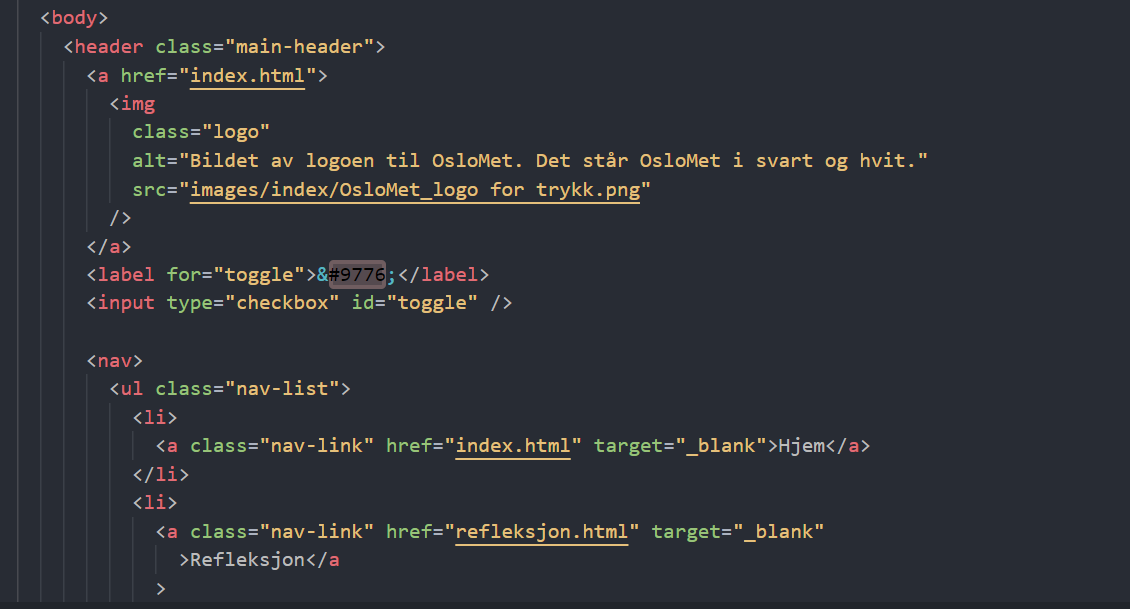 <body>
<header class="main-header">
<a href="index.html">
<img
class="logo"
alt="Bildet av logoen til OsloMet. Det står OsloMet i svart og hvit."
src="images/index/OsloMet_logo for trykk.png"
/>
</a>
<label for="toggle">&#9776;</label>
<input type="checkbox" id="toggle" />
<nav>
<ul class="nav-list">
<li>
<a class="nav-link" href="index.html" target="_blank">Hjem</a>
</li>
<li>
<a class="nav-link" href="refleksjon.html" target="_blank"
>Refleksjon</a
>